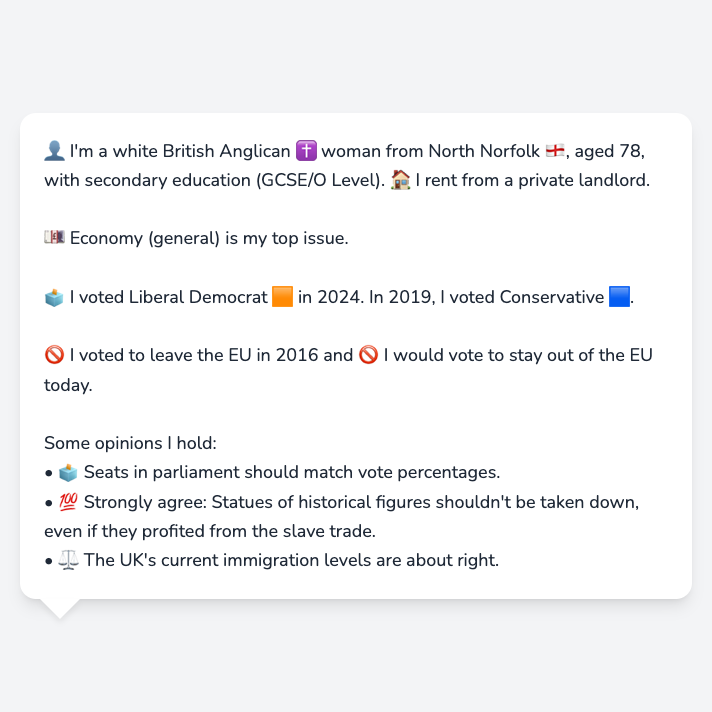 👤 I'm a white British Anglican ✝️ woman from North Norfolk 🏴󠁧󠁢󠁥󠁮󠁧󠁿, aged 78,
with secondary education (GCSE/O Level). 🏠 I rent from a private landlord.
💷 Economy (general) is my top issue.
🗳️ I voted Liberal Democrat 🟧 in 2024. In 2019, I voted Conservative 🟦.
🚫 I voted to leave the EU in 2016 and 🚫 I would vote to stay out of the EU
today.
Some opinions I hold:
• 🗳️ Seats in parliament should match vote percentages.
• 💯 Strongly agree: Statues of historical figures shouldn't be taken down,
even if they profited from the slave trade.
• ⚖️ The UK's current immigration levels are about right.